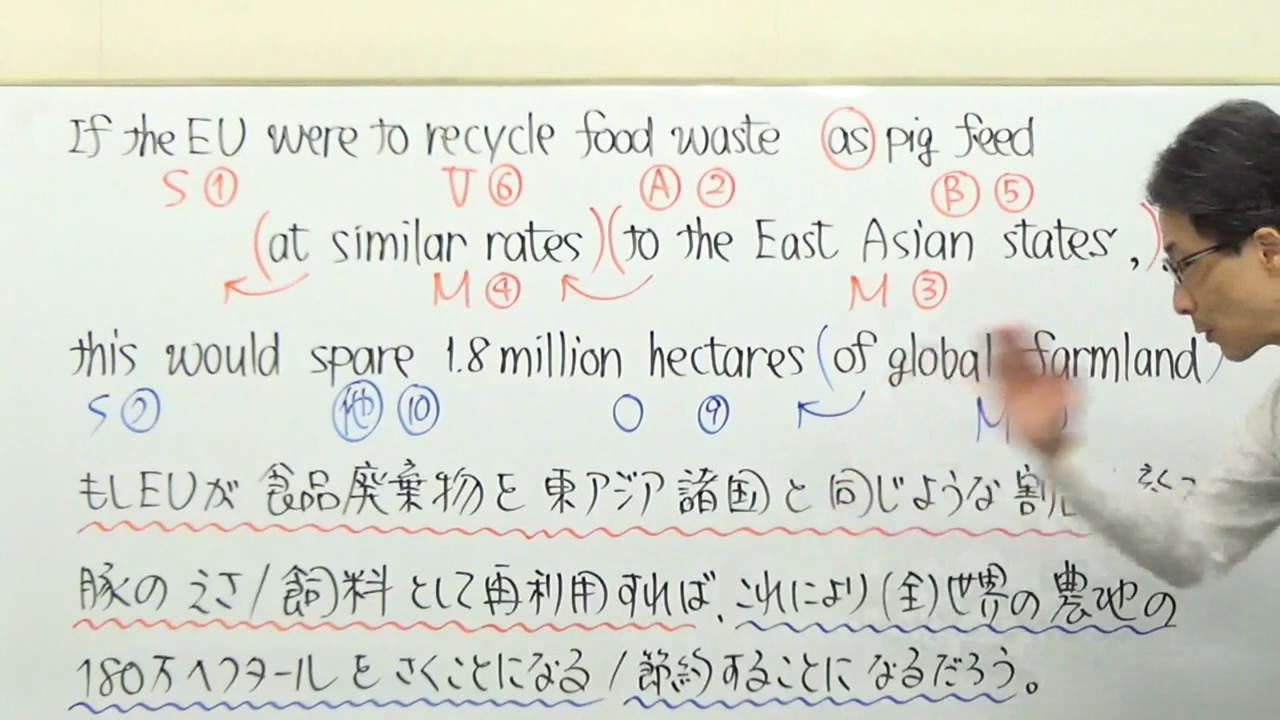 If the EU were to recycle food waste as pig feed
S ① V ⑥ Ⓐ ② Ⓑ ⑤
(at similar rates)(to the East Asian states,)
M ④ M ③
this would spare 1.8 million hectares (of global farmland)
S ⑦ 他 ⑩ O ⑨ M
もしEUが 食品廃棄物を東アジア諸国と同じような
豚のえさ/飼料として再利用すれば、これにより(全)世界の農地の
180万ヘクタールをさくことになる/節約することになるだろう。